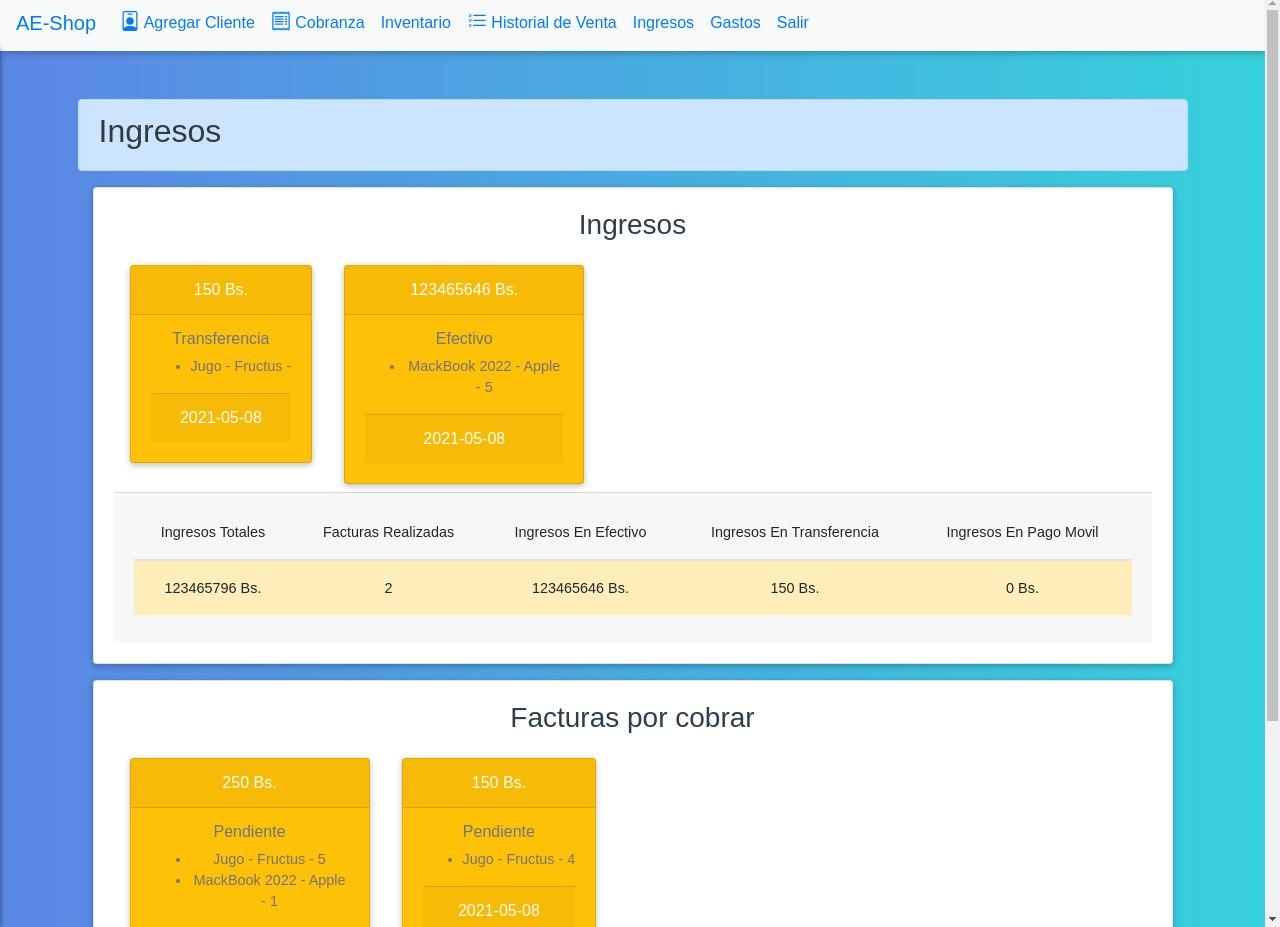 AE-Shop Agregar Cliente Cobranza Inventario Historial de Venta Ingresos Gastos Salir
Ingresos
Ingresos
150 Bs.
Transferencia
• Jugo - Fructus -
2021-05-08
123465646 Bs.
Efectivo
• MackBook 2022 - Apple
- 5
2021-05-08
Ingresos Totales Facturas Realizadas Ingresos En Efectivo Ingresos En Transferencia Ingresos En Pago Movil
123465796 Bs. 2 123465646 Bs. 150 Bs. 0 Bs.
Facturas por cobrar
250 Bs.
Pendiente
• Jugo - Fructus - 5
• MackBook 2022 - Apple
- 1
150 Bs.
Pendiente
• Jugo - Fructus - 4
2021-05-08